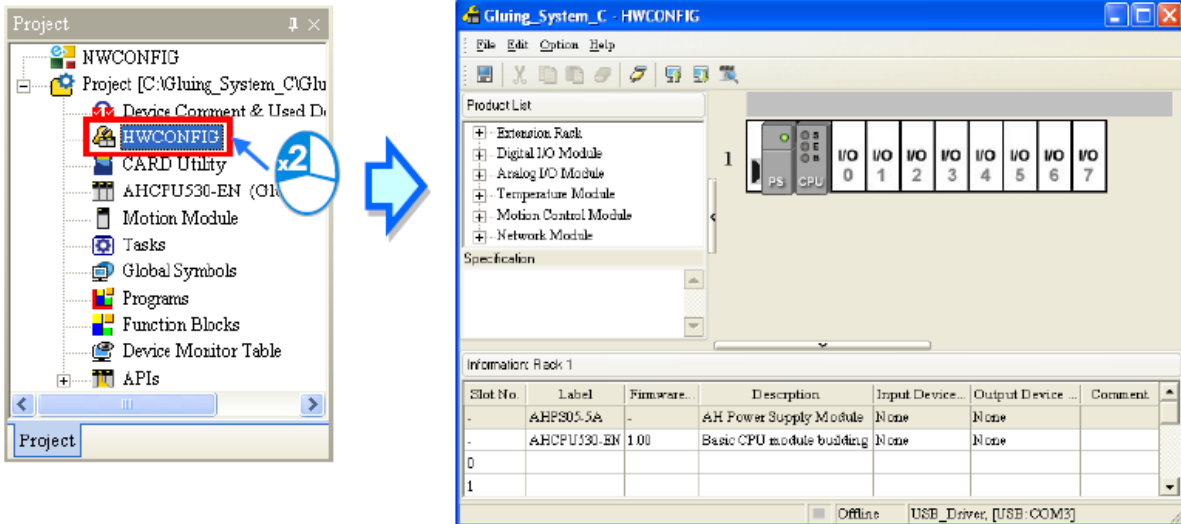 Project
NWCONFIG
Project [C:\Gluing_System_C\Glu
Device Comment & Used D
HWCONFIG
x2
CARD Utility
AHCPU530-EN (Gl
Motion Module
Tasks
Global Symbols
Programs
Function Blocks
Device Monitor Table
APIs
Project
Gluing_System_C - HWCONFIG
File Edit Option Help
Product List
Extension Rack
Digital I/O Module
Analog I/O Module
Temperature Module
Motion Control Module
Network Module
Specification
1
PS CPU I/O 0 I/O 1 I/O 2 I/O 3 I/O 4 I/O 5 I/O 6 I/O 7
Information: Rack 1
Slot No. Label Firmware... Descrption Input Device... Output Device ... Comment
- AHPS05-5A - AH Power Supply Module None None
- AHCPU530-EN 1.00 Basic CPU module building None None
0
1
Offline USB_Driver, [USB:COM3]